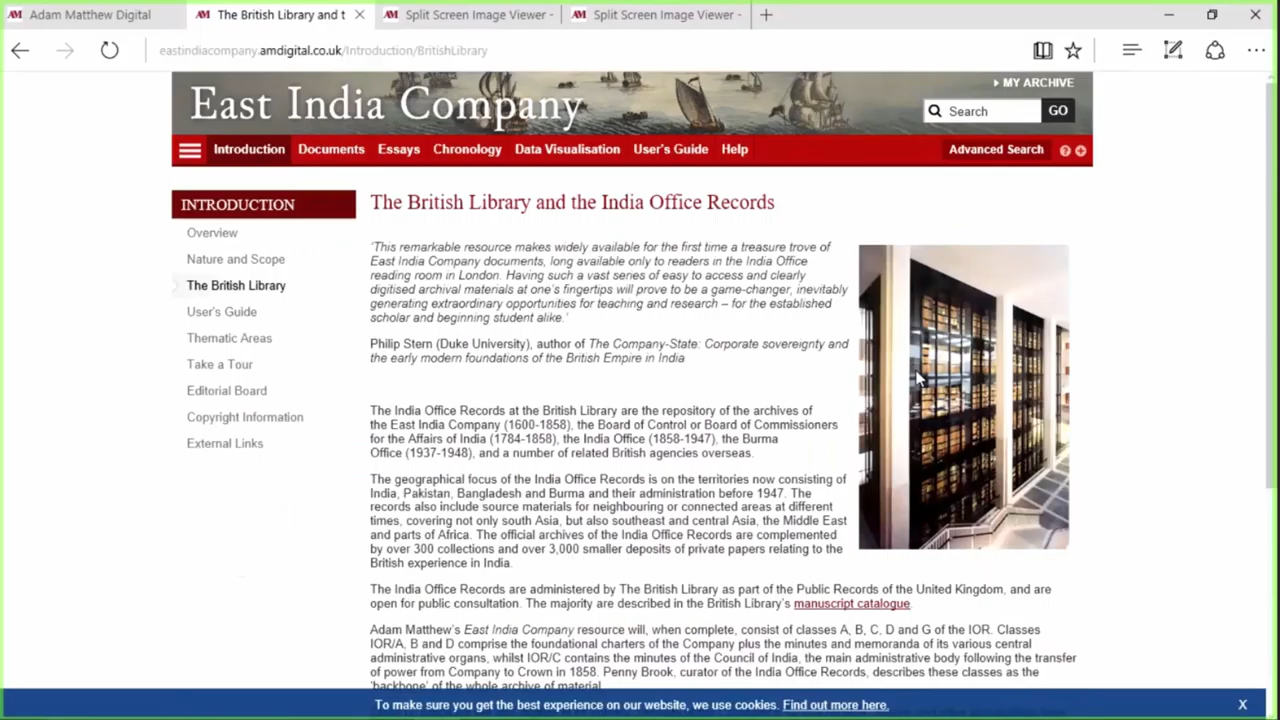 Adam Matthew Digital
The British Library and t
Split Screen Image Viewer -
Split Screen Image Viewer -
eastindiacompany.amdigital.co.uk/Introduction/BritishLibrary
MY ARCHIVE
East India Company
Search GO
Introduction Documents Essays Chronology Data Visualisation User's Guide Help Advanced Search
INTRODUCTION
Overview
Nature and Scope
The British Library
User's Guide
Thematic Areas
Take a Tour
Editorial Board
Copyright Information
External Links
The British Library and the India Office Records
'This remarkable resource makes widely available for the first time a treasure trove of
East India Company documents, long available only to readers in the India Office
reading room in London. Having such a vast series of easy to access and clearly
digitised archival materials at one's fingertips will prove to be a game-changer, inevitably
generating extraordinary opportunities for teaching and research – for the established
scholar and beginning student alike.'
Philip Stern (Duke University), author of The Company-State: Corporate sovereignty and
the early modern foundations of the British Empire in India
The India Office Records at the British Library are the repository of the archives of
the East India Company (1600-1858), the Board of Control or Board of Commissioners
for the Affairs of India (1784-1858), the India Office (1858-1947), the Burma
Office (1937-1948), and a number of related British agencies overseas.
The geographical focus of the India Office Records is on the territories now consisting of
India, Pakistan, Bangladesh and Burma and their administration before 1947. The
records also include source materials for neighbouring or connected areas at different
times, covering not only south Asia, but also southeast and central Asia, the Middle East
and parts of Africa. The official archives of the India Office Records are complemented
by over 300 collections and over 3,000 smaller deposits of private papers relating to the
British experience in India.
The India Office Records are administered by The British Library as part of the Public Records of the United Kingdom, and are
open for public consultation. The majority are described in the British Library's manuscript catalogue.
Adam Matthew's East India Company resource will, when complete, consist of classes A, B, C, D and G of the IOR. Classes
IOR/A, B and D comprise the foundational charters of the Company plus the minutes and memoranda of its various central
administrative organs, whilst IOR/C contains the minutes of the Council of India, the main administrative body following the transfer
of power from Company to Crown in 1858. Penny Brook, curator of the India Office Records, describes these classes as the
'backbone' of the whole archive of material.
To make sure you get the best experience on our website, we use cookies. Find out more here. X